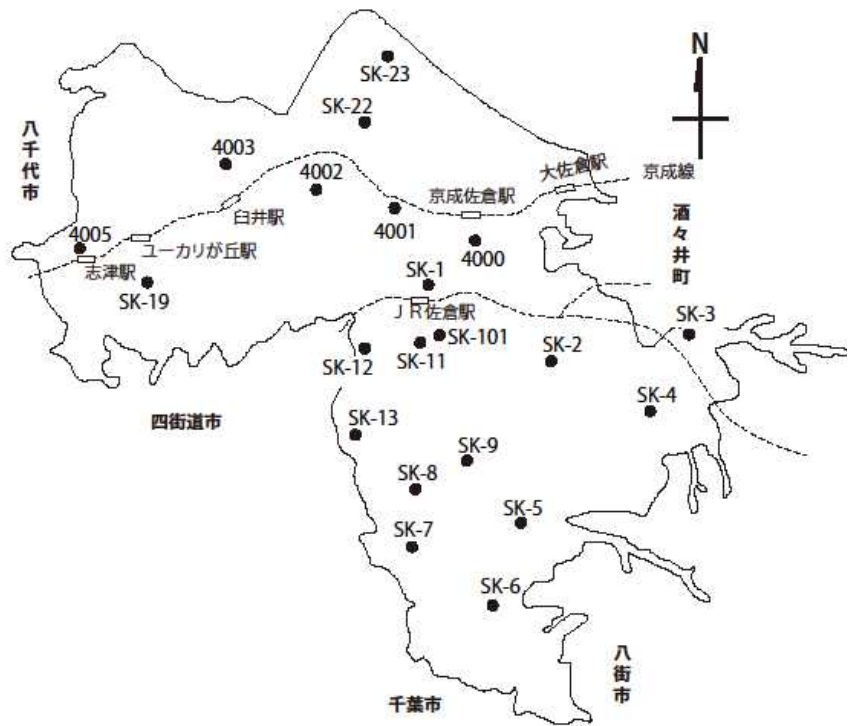 N
SK-23
SK-22
八千代市
4003
4002
大佐倉駅
京成線
京成佐倉駅
臼井駅
4001
酒々井町
4005
ユーカリが丘駅
4000
志津駅
SK-19
SK-1
JR佐倉駅
SK-3
SK-101
SK-11
SK-12
SK-2
四街道市
SK-13
SK-4
SK-9
SK-8
SK-5
SK-7
SK-6
八街市
千葉市